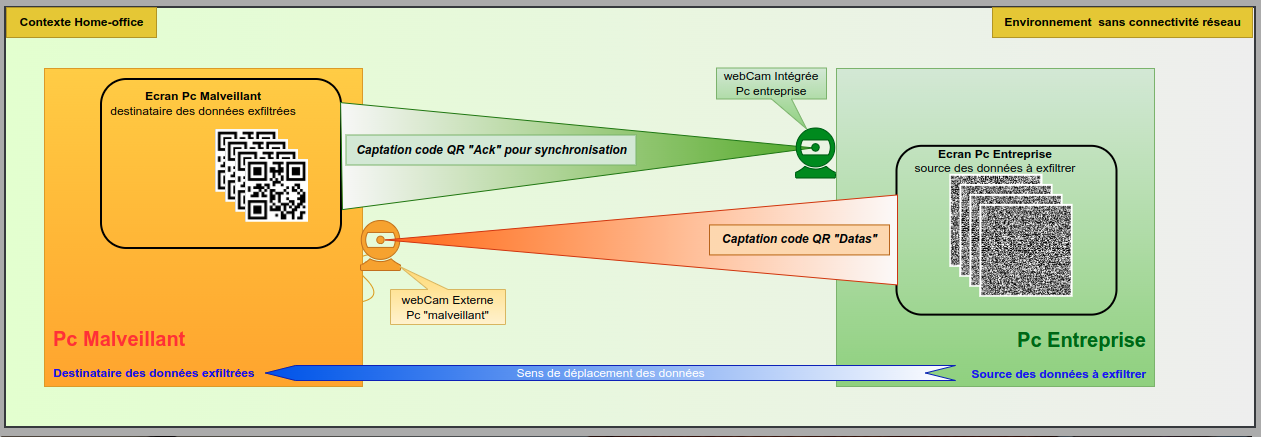 Contexte Home-office
Environnement sans connectivité réseau
Ecran Pc Malveillant
destinataire des données exfiltrées
webCam Intégrée
Pc entreprise
Captation code QR "Ack" pour synchronisation
Ecran Pc Entreprise
source des données à exfiltrer
Captation code QR "Datas"
webCam Externe
Pc "malveillant"
Pc Malveillant
Pc Entreprise
Destinataire des données exfiltrées
Sens de déplacement des données
Source des données à exfiltrer